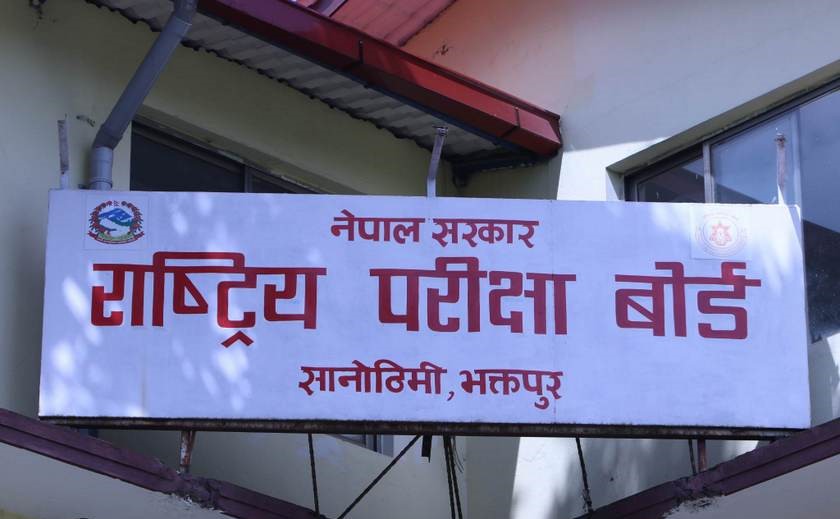 नेपाल सरकार
राष्ट्रिय परीक्षा बोर्ड
सानोठिमी, भक्तपुर